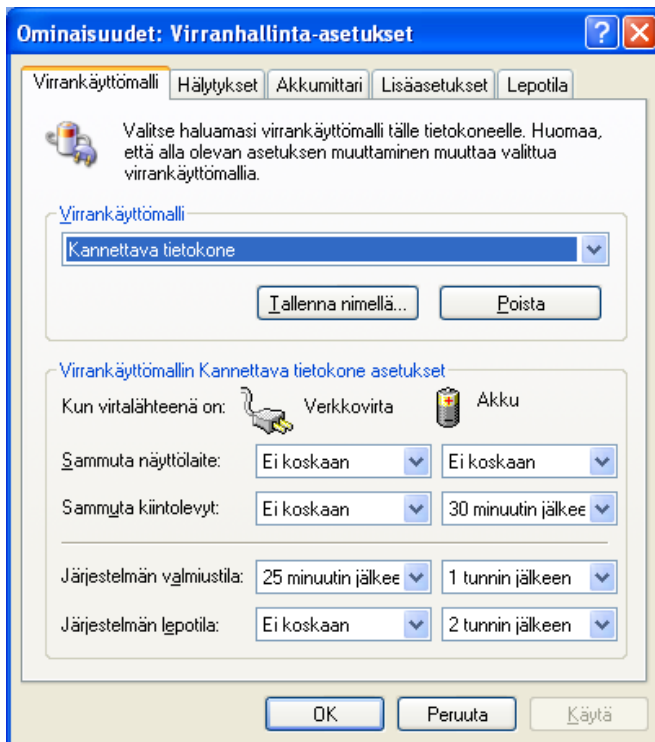 Ominaisuudet: Virranhallinta-asetukset
Virrankäyttömalli Hälytykset Akkumittari Lisäasetukset Lepotila
Valitse haluamasi virrankäyttömalli tälle tietokoneelle. Huomaa,
että alla olevan asetuksen muuttaminen muuttaa valittua
virrankäyttömallia.
Virrankäyttömalli
Kannettava tietokone
Tallenna nimellä... Poista
Virrankäyttömallin Kannettava tietokone asetukset
Kun virtalähteenä on: Verkkovirta Akku
Sammuta näyttölaite: Ei koskaan Ei koskaan
Sammuta kiintolevyt: Ei koskaan 30 minuutin jälkee
Järjestelmän valmiustila: 25 minuutin jälkee 1 tunnin jälkeen
Järjestelmän lepotila: Ei koskaan 2 tunnin jälkeen
OK Peruuta Käytä